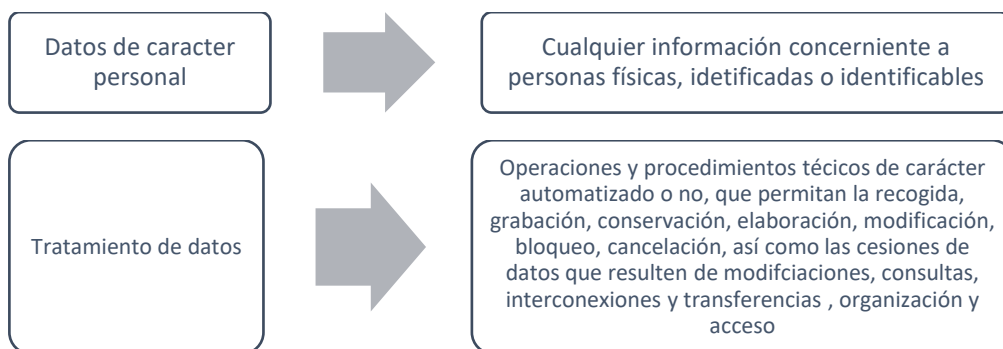 Datos de caracter
personal
Cualquier información concerniente a
personas físicas, idetificadas o identificables
Tratamiento de datos
Operaciones y procedimientos técicos de carácter
automatizado o no, que permitan la recogida,
grabación, conservación, elaboración, modificación,
bloqueo, cancelación, así como las cesiones de
datos que resulten de modifciaciones, consultas,
interconexiones y transferencias , organización y
acceso